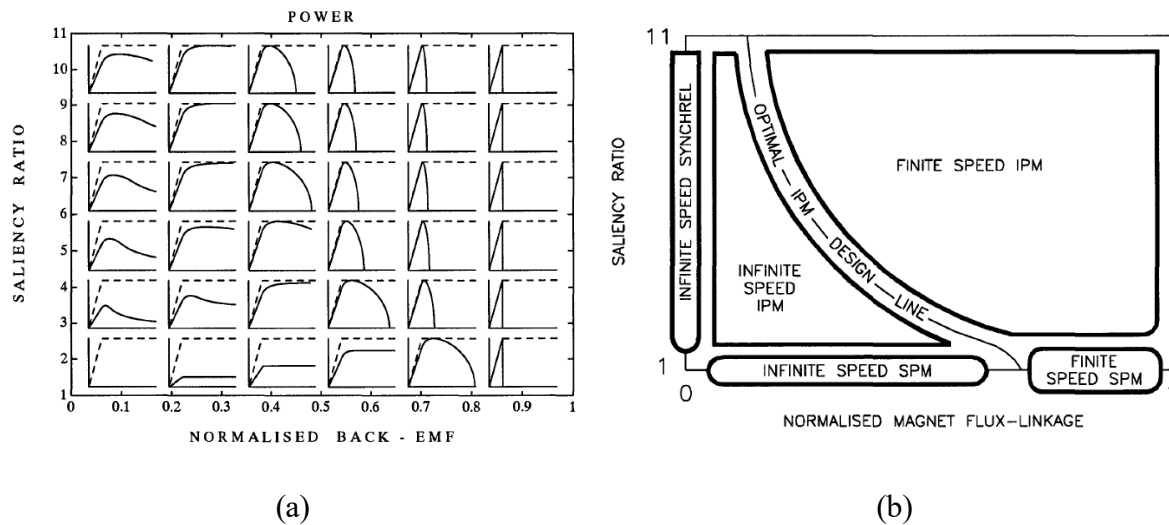 POWER
SALIENCY RATIO
11
10
9
8
7
6
5
4
3
2
1
0
0.1
0.2
0.3
0.4
0.5
0.6
0.7
0.8
0.9
1
NORMALISED BACK - EMF
(a)
SALIENCY RATIO
11
1
0
INFINITE SPEED SYNCHREL
INFINITE
SPEED
IPM
OPTIMAL IPM DESIGN LINE
FINITE SPEED IPM
INFINITE SPEED SPM
FINITE
SPEED SPM
NORMALISED MAGNET FLUX-LINKAGE
(b)